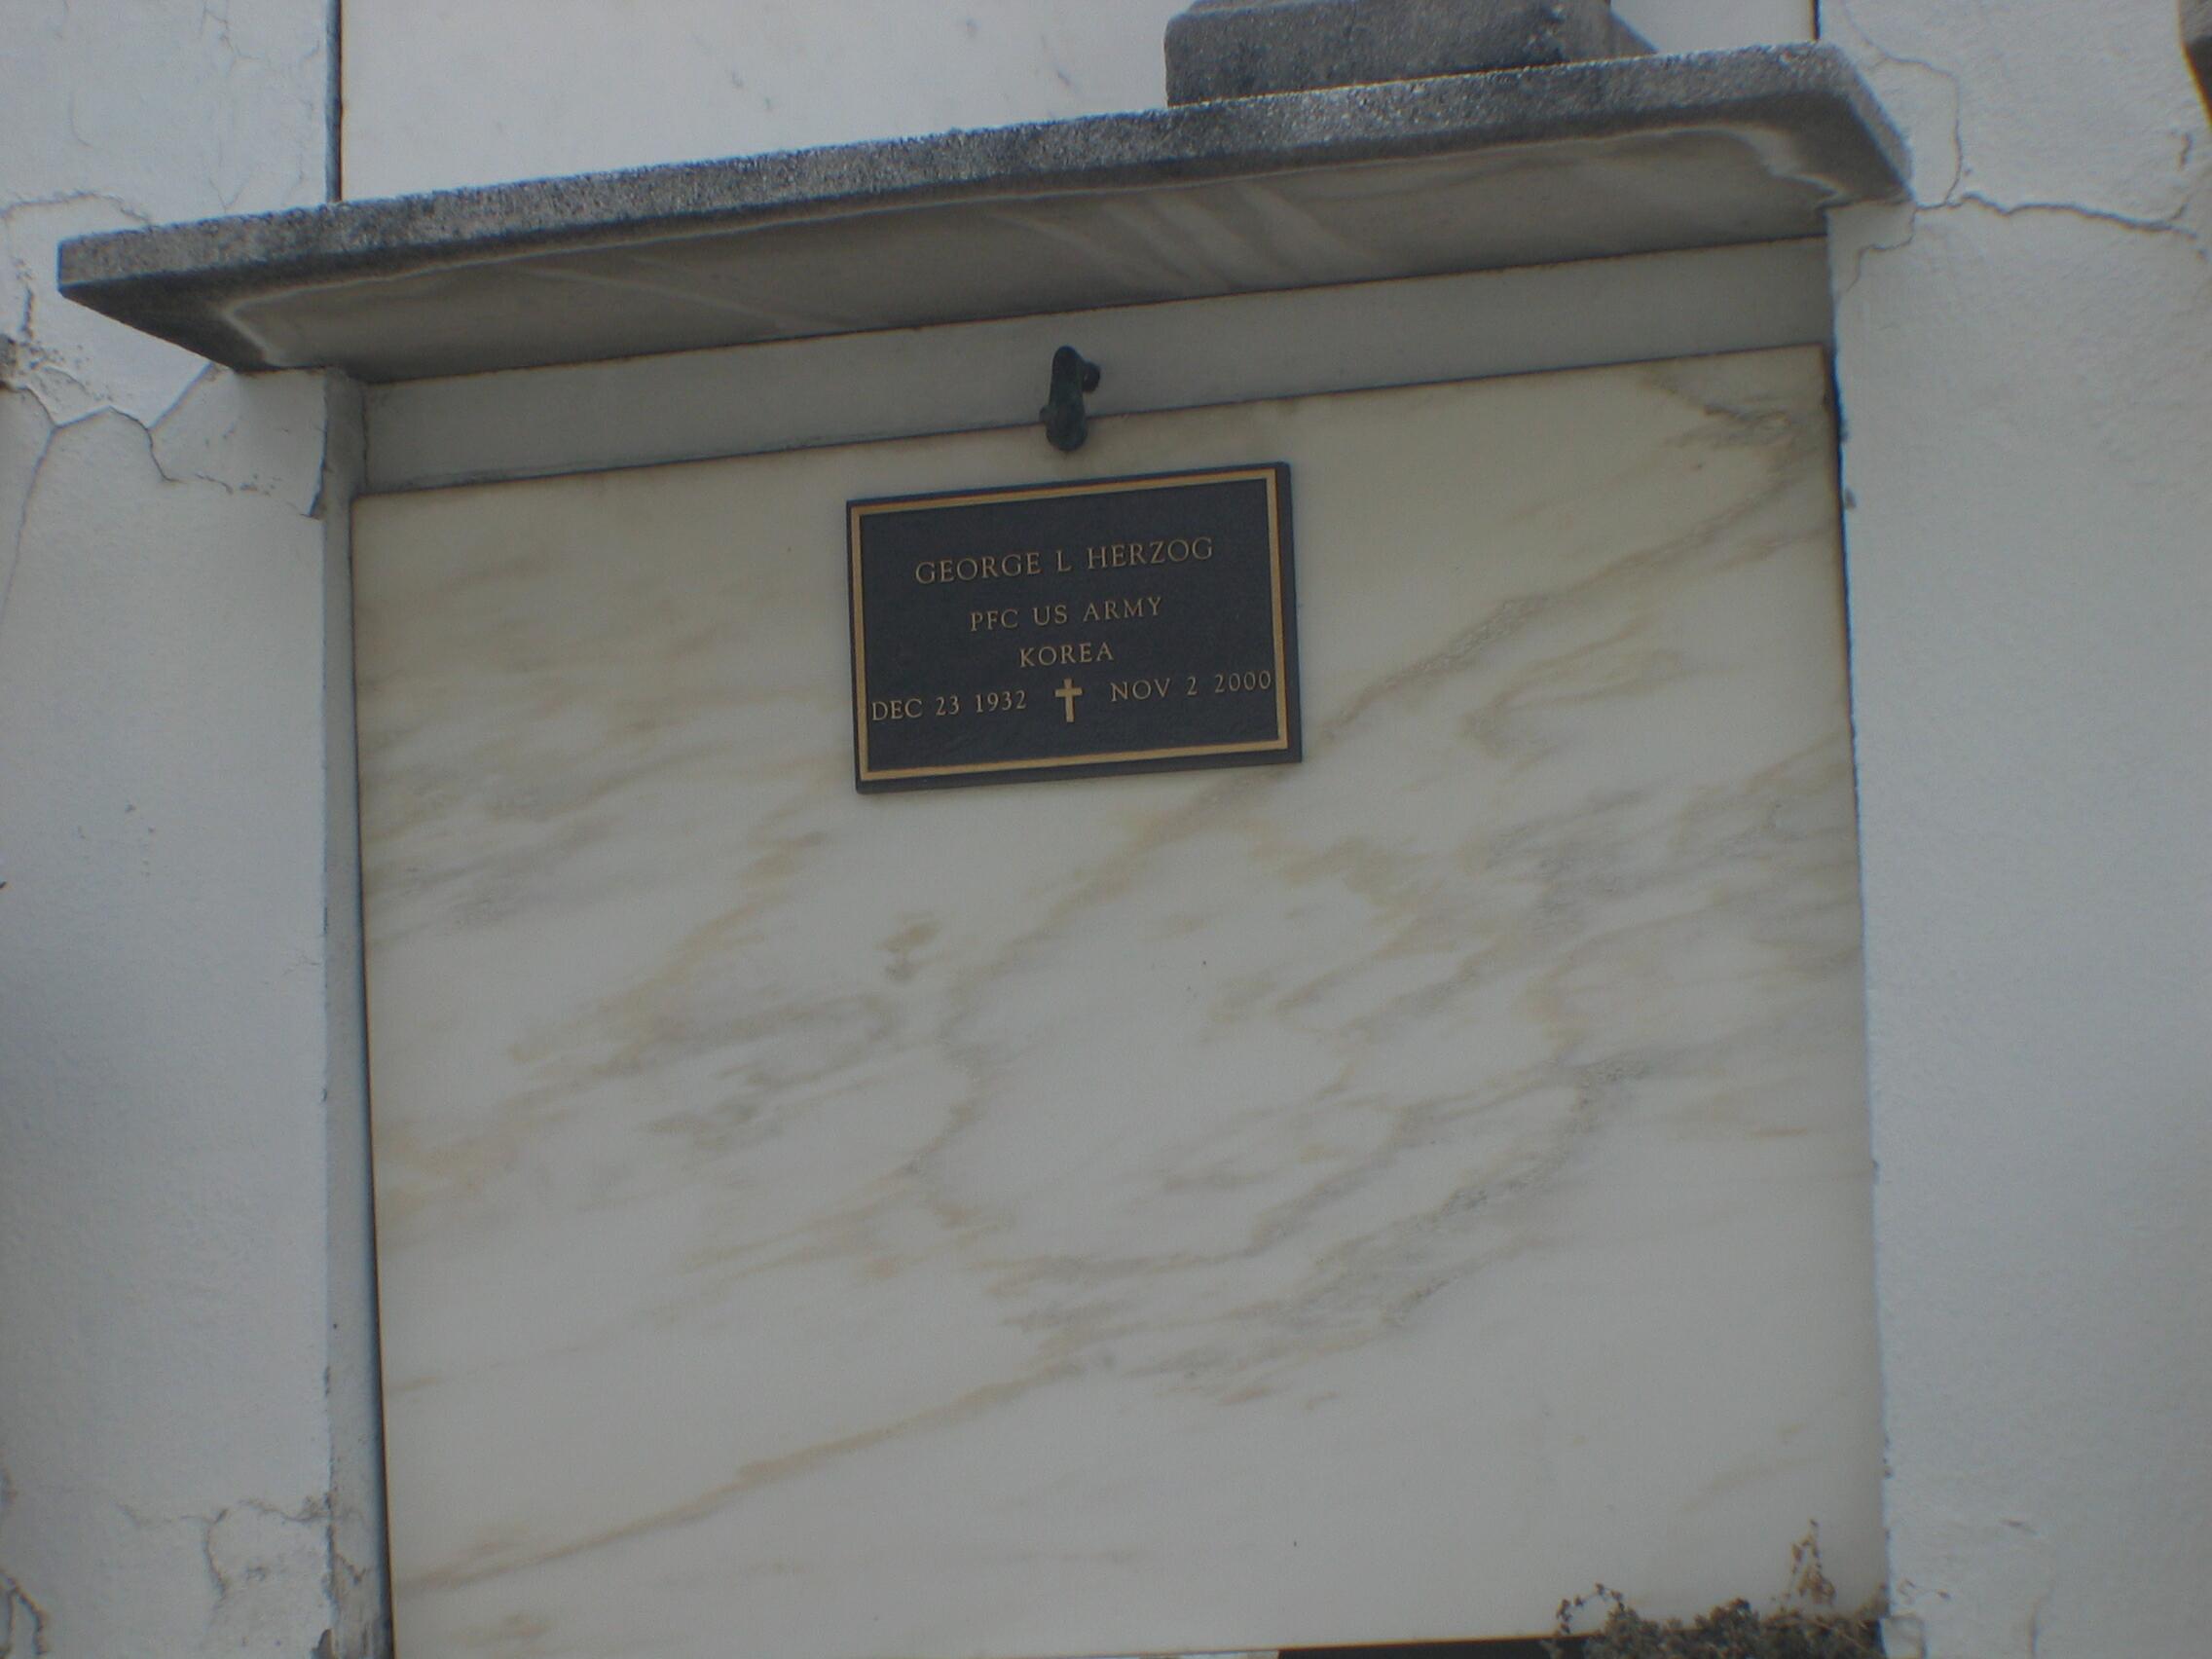 GEORGE L HERZOG
PFC US ARMY
KOREA
DEC 23 1932 NOV 2 2000